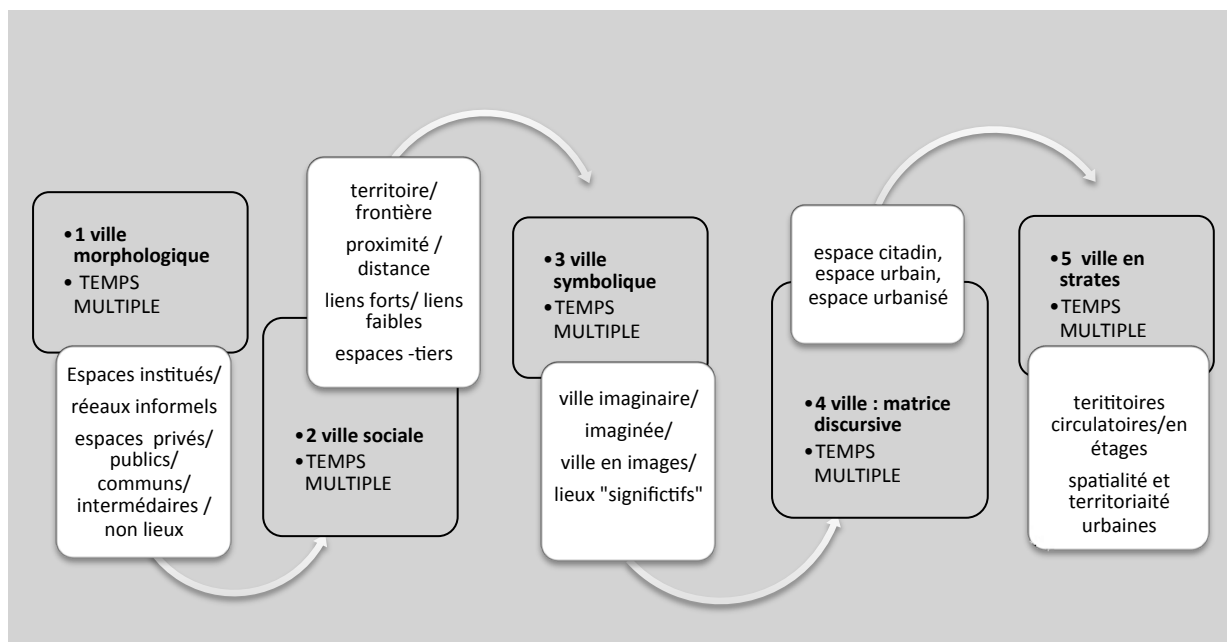 •1 ville
morphologique
• TEMPS
MULTIPLE
Espaces institués/
réeaux informels
espaces privés/
publics/
communs/
intermédaires /
non lieux
territoire/
frontière
proximité /
distance
liens forts/ liens
faibles
espaces -tiers
•2 ville sociale
•TEMPS
MULTIPLE
•3 ville
symbolique
•TEMPS
MULTIPLE
ville imaginaire/
imaginée/
ville en images/
lieux "significtifs"
espace citadin,
espace urbain,
espace urbanisé
•4 ville : matrice
discursive
•TEMPS
MULTIPLE
•5 ville en
strates
•TEMPS
MULTIPLE
terititoires
circulatoires/en
étages
spatialité et
territoriaité
urbaines